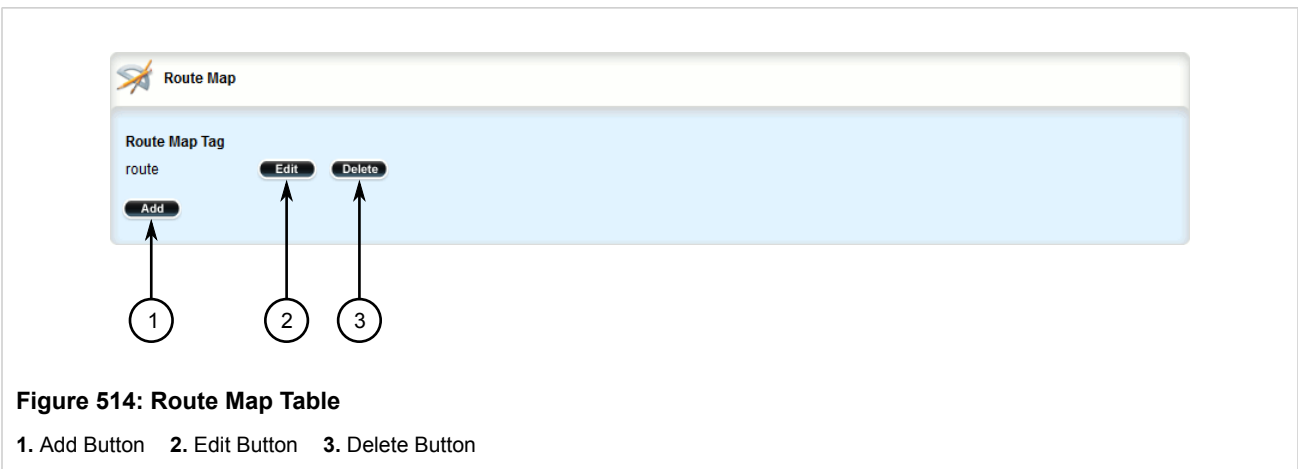 Route Map
Route Map Tag
route Edit Delete
Add
1 2 3
Figure 514: Route Map Table
1. Add Button 2. Edit Button 3. Delete Button